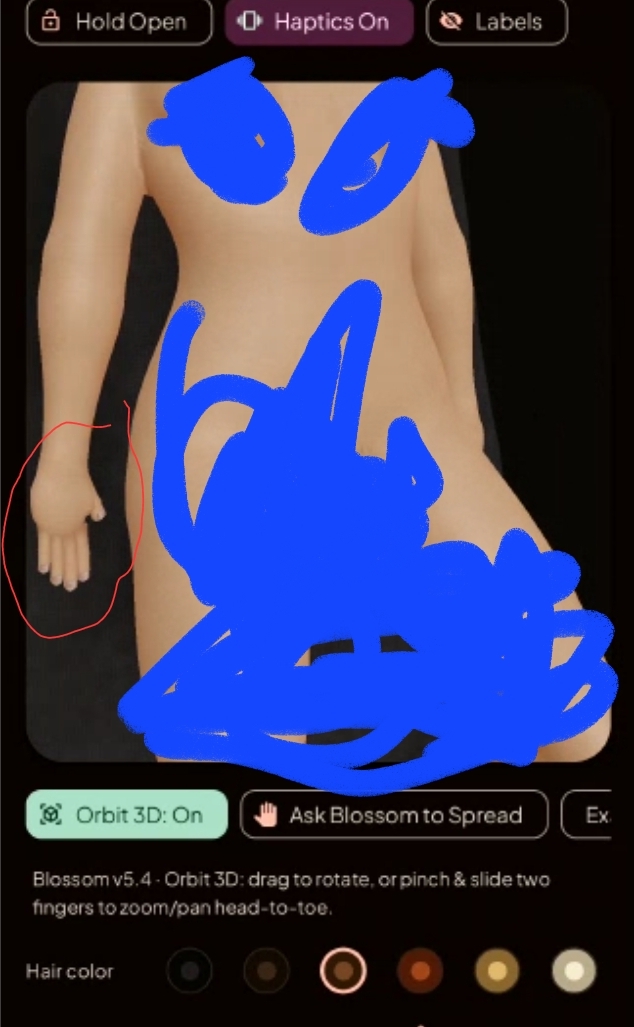 Hold Open
Haptics On
Labels
Orbit 3D: On
Ask Blossom to Spread
Ex
Blossom v5.4 · Orbit 3D: drag to rotate, or pinch & slide two
fingers to zoom/pan head-to-toe.
Hair color